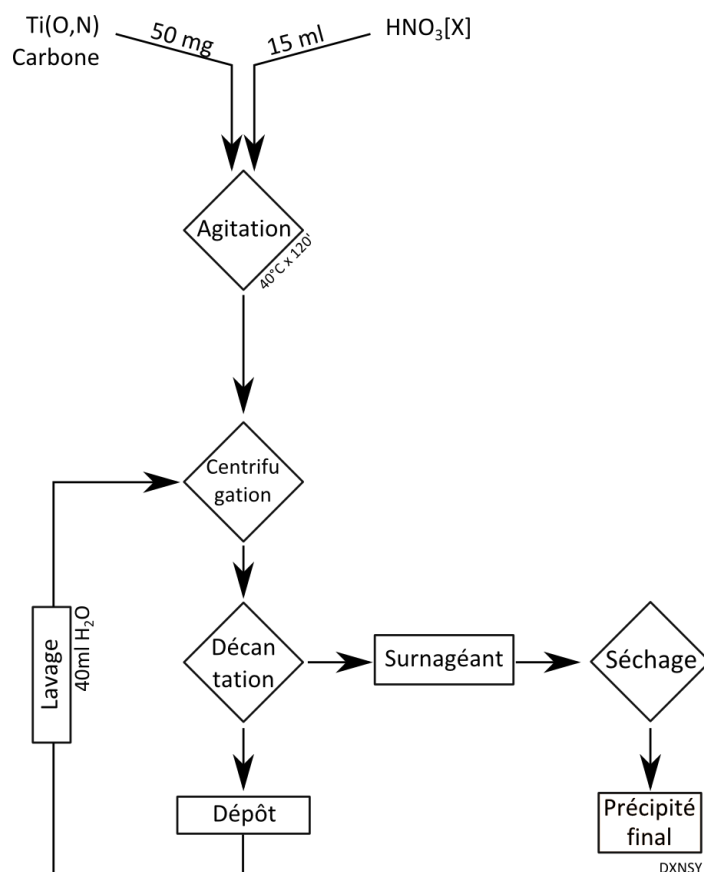 Ti(O,N)
Carbone
50 mg
15 ml
HNO₃[X]
Agitation
40°C x 120'
Centrifu
gation
Lavage
40ml H₂O
Décan
tation
Surnagéant
Séchage
Dépôt
Précipité
final
DXNSY